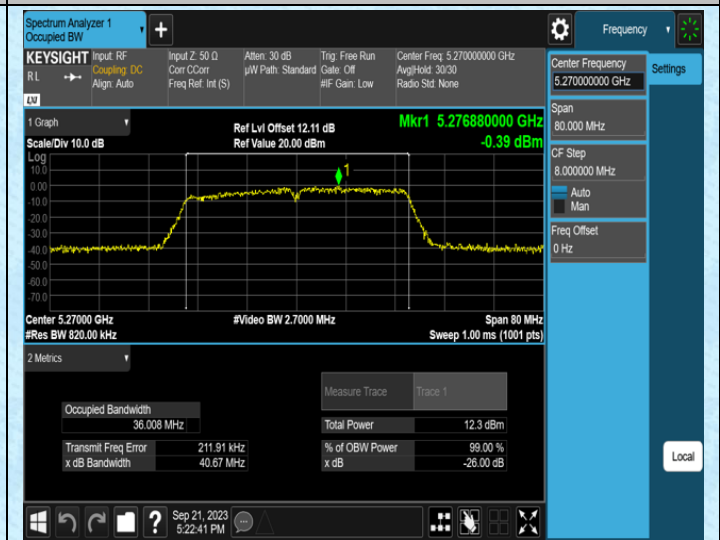 Spectrum Analyzer 1
Occupied BW
Frequency
KEYSIGHT
RL
LXI
Input: RF
Coupling: DC
Align: Auto
Input Z: 50 Ω
Corr CCorr
Freq Ref: Int (S)
Atten: 30 dB
µW Path: Standard
Trig: Free Run
Gate: Off
#IF Gain: Low
Center Freq: 5.270000000 GHz
Avg|Hold: 30/30
Radio Std: None
Center Frequency
5.270000000 GHz
Settings
Span
80.000 MHz
CF Step
8.000000 MHz
Auto
Man
Freq Offset
0 Hz
1 Graph
Scale/Div 10.0 dB
Ref Lvl Offset 12.11 dB
Ref Value 20.00 dBm
Mkr1 5.276880000 GHz
-0.39 dBm
Log
10.0
0.00
-10.0
-20.0
-30.0
-40.0
-50.0
-60.0
-70.0
1
Center 5.27000 GHz
#Res BW 820.00 kHz
#Video BW 2.7000 MHz
Span 80 MHz
Sweep 1.00 ms (1001 pts)
2 Metrics
Measure Trace Trace 1
Occupied Bandwidth
36.008 MHz
Total Power 12.3 dBm
Transmit Freq Error 211.91 kHz
% of OBW Power 99.00 %
x dB Bandwidth 40.67 MHz
x dB -26.00 dB
Local
Sep 21, 2023
5:22:41 PM